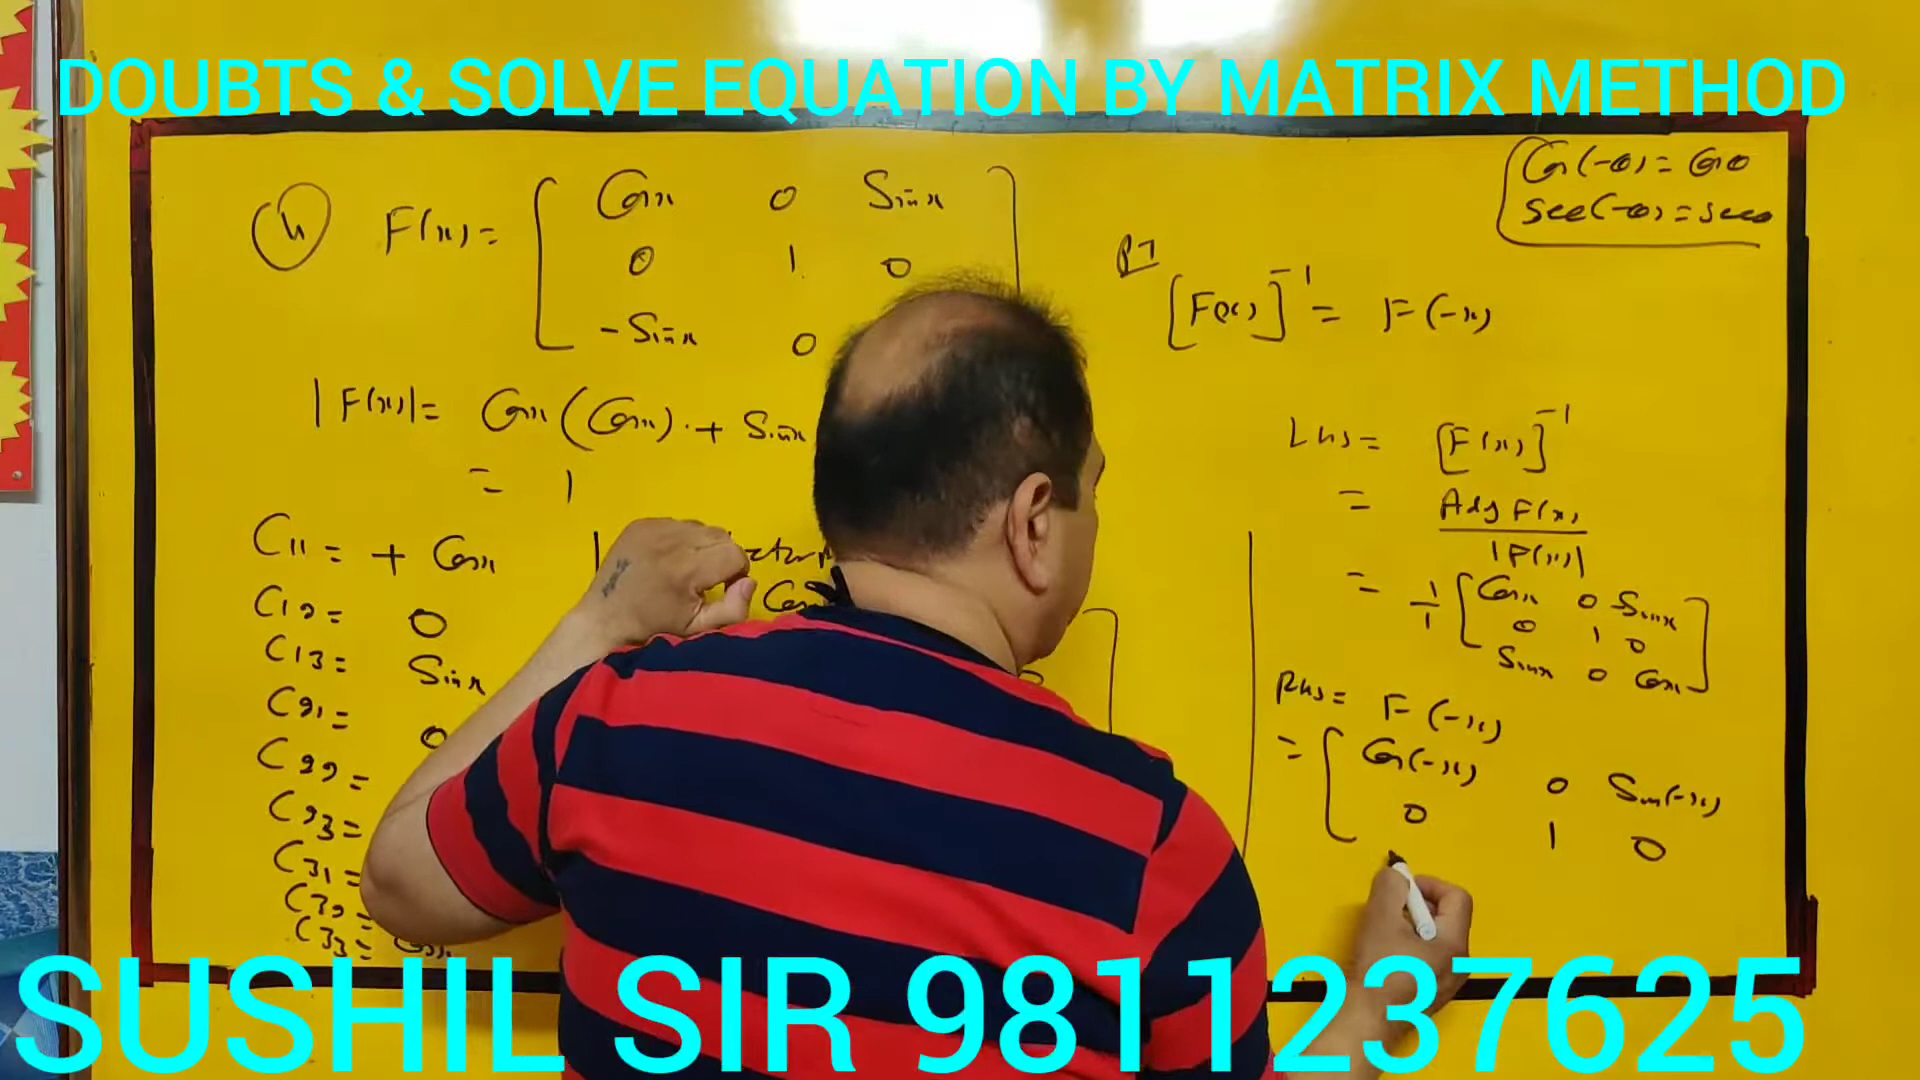 DOUBTS & SOLVE EQUATION BY MATRIX METHOD
Cos(-θ) = Cosθ
sec(-θ) = secθ
(4) F(x) = [ Cosx 0 Sinx
0 1 0
-Sinx 0
PT
[F(x)]⁻¹ = F(-x)
|F(x)| = Cosx (Cosx) + Sinx
= 1
C11 = + Cosx
C12 = 0
C13 = Sinx
C21 = 0
C22 =
C23 =
C31 =
C32 =
C33 = Cosx
LHS = [F(x)]⁻¹
= Adj F(x) / |F(x)|
= 1/1 [ Cosx 0 Sinx
0 1 0
Sinx 0 Cosx ]
RHS = F(-x)
= [ Cos(-x) 0 Sin(-x)
0 1 0
SUSHIL SIR 9811237625